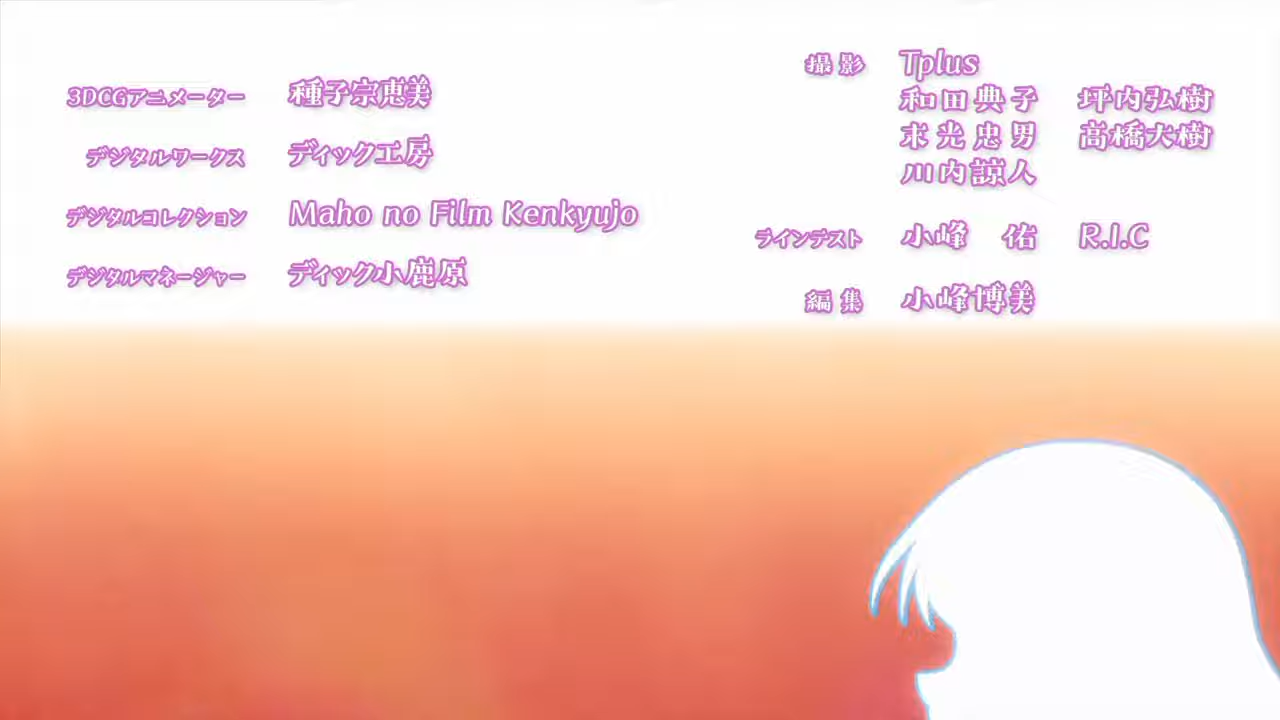 3DCGアニメーター 種子宗恵美
デジタルワークス ディック工房
デジタルコレクション Maho no Film Kenkyujo
デジタルマネージャー ディック小鹿原
撮影 Tplus
和田典子 坪内弘樹
末光忠男 高橋大樹
川内諒人
ラインテスト 小峰 佑 R.I.C
編集 小峰博美